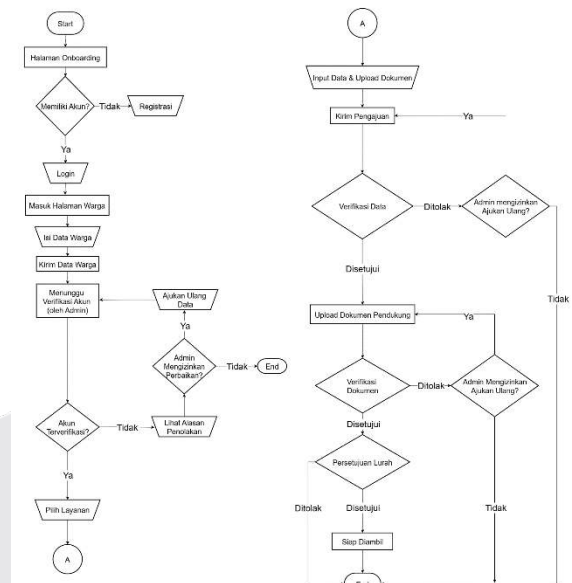 Start
Halaman Onboarding
Memiliki Akun?
Tidak
Registrasi
Ya
Login
Masuk Halaman Warga
Isi Data Warga
Kirim Data Warga
Menunggu
Verifikasi Akun
(oleh Admin)
Ajukan Ulang
Data
Ya
Admin
Mengizinkan
Perbaikan?
Tidak
End
Akun
Terverifikasi?
Tidak
Lihat Alasan
Penolakan
Ya
Pilih Layanan
A
A
Input Data & Upload Dokumen
Kirim Pengajuan
Ya
Verifikasi Data
Ditolak
Admin mengizinkan
Ajukan Ulang?
Tidak
Disetujui
Upload Dokumen Pendukung
Ya
Verifikasi
Dokumen
Ditolak
Admin Mengizinkan
Ajukan Ulang?
Disetujui
Persetujuan Lurah
Ditolak
Disetujui
Tidak
Siap Diambil